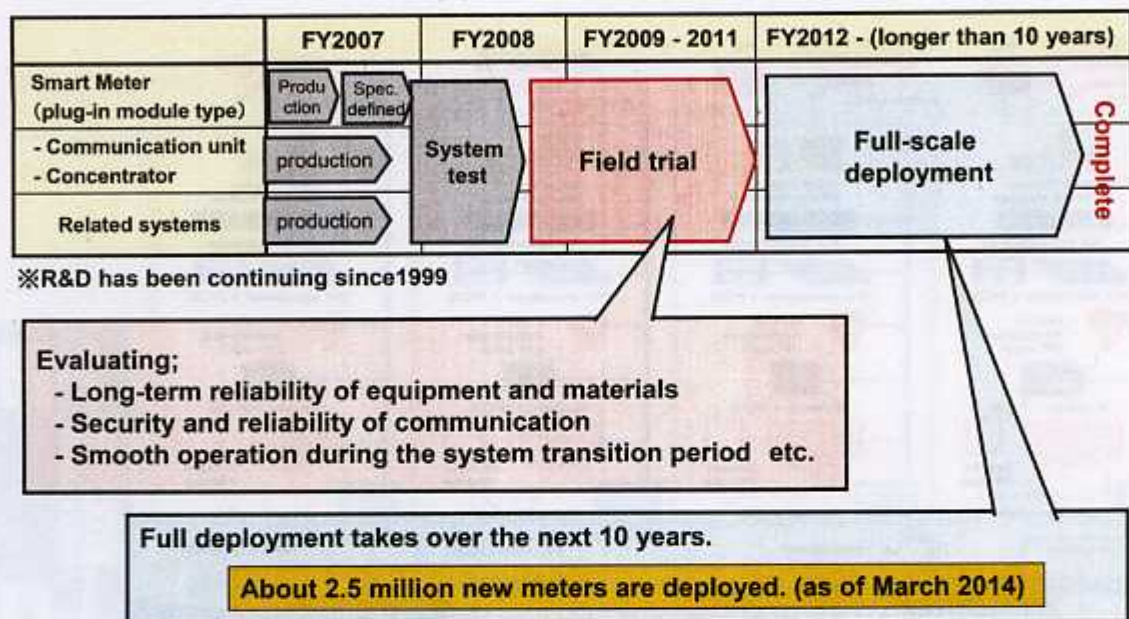 FY2007 FY2008 FY2009 - 2011 FY2012 - (longer than 10 years)
Smart Meter
(plug-in module type)
Produ
ction
Spec.
defined
- Communication unit
- Concentrator
production
Related systems
production
System
test
Field trial
Full-scale
deployment
Complete
※R&D has been continuing since1999
Evaluating;
- Long-term reliability of equipment and materials
- Security and reliability of communication
- Smooth operation during the system transition period etc.
Full deployment takes over the next 10 years.
About 2.5 million new meters are deployed. (as of March 2014)